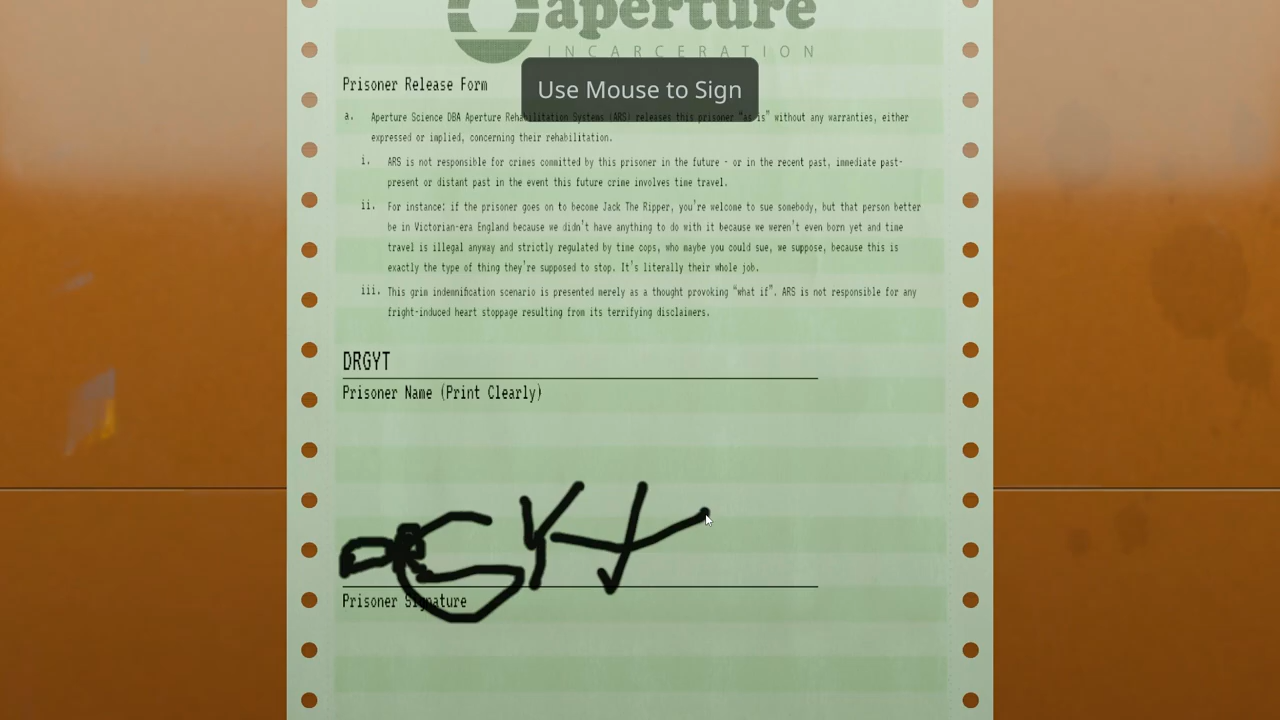 aperture
INCARCERATION
Use Mouse to Sign
Prisoner Release Form
a. Aperture Science DBA Aperture Rehabilitation Systems (ARS) releases this prisoner "as is" without any warranties, either
expressed or implied, concerning their rehabilitation.
i. ARS is not responsible for crimes committed by this prisoner in the future - or in the recent past, immediate past-
present or distant past in the event this future crime involves time travel.
ii. For instance: if the prisoner goes on to become Jack The Ripper, you're welcome to sue somebody, but that person better
be in Victorian-era England because we didn't have anything to do with it because we weren't even born yet and time
travel is illegal anyway and strictly regulated by time cops, who maybe you could sue, we suppose, because this is
exactly the type of thing they're supposed to stop. It's literally their whole job.
iii. This grim indemnification scenario is presented merely as a thought provoking "what if". ARS is not responsible for any
fright-induced heart stoppage resulting from its terrifying disclaimers.
DRGYT
Prisoner Name (Print Clearly)
Prisoner Signature